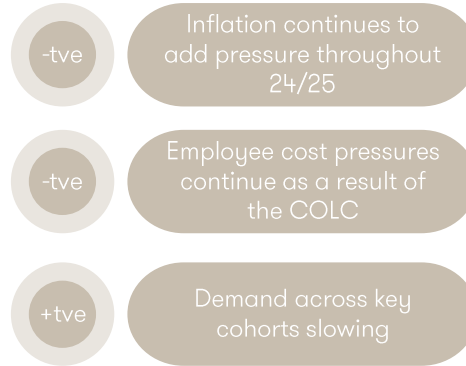 -tve
Inflation continues to
add pressure throughout
24/25
-tve
Employee cost pressures
continue as a result of
the COLC
+tve
Demand across key
cohorts slowing